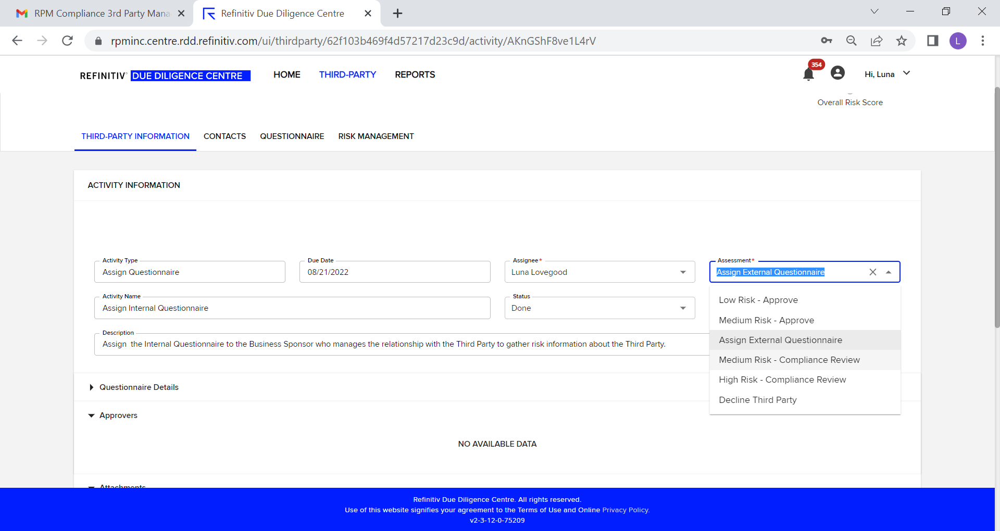 RPM Compliance 3rd Party Mana
Refinitiv Due Diligence Centre
rpminc.centre.rdd.refinitiv.com/ui/thirdparty/62f103b469f4d57217d23c9d/activity/AKnGShF8ve1L4rV
L
REFINITIV DUE DILIGENCE CENTRE
HOME
THIRD-PARTY
REPORTS
354
Hi, Luna
Overall Risk Score
THIRD-PARTY INFORMATION
CONTACTS
QUESTIONNAIRE
RISK MANAGEMENT
ACTIVITY INFORMATION
Activity Type
Assign Questionnaire
Due Date
08/21/2022
Assignee*
Luna Lovegood
Assessment*
Assign External Questionnaire
Activity Name
Assign Internal Questionnaire
Status
Done
Low Risk - Approve
Medium Risk - Approve
Assign External Questionnaire
Medium Risk - Compliance Review
High Risk - Compliance Review
Decline Third Party
Description
Assign  the Internal Questionnaire to the Business Sponsor who manages the relationship with the Third Party to gather risk information about the Third Party.
Questionnaire Details
Approvers
NO AVAILABLE DATA
Attachments
Refinitiv Due Diligence Centre. All rights reserved.
Use of this website signifies your agreement to the Terms of Use and Online Privacy Policy.
v2-3-12-0-75209